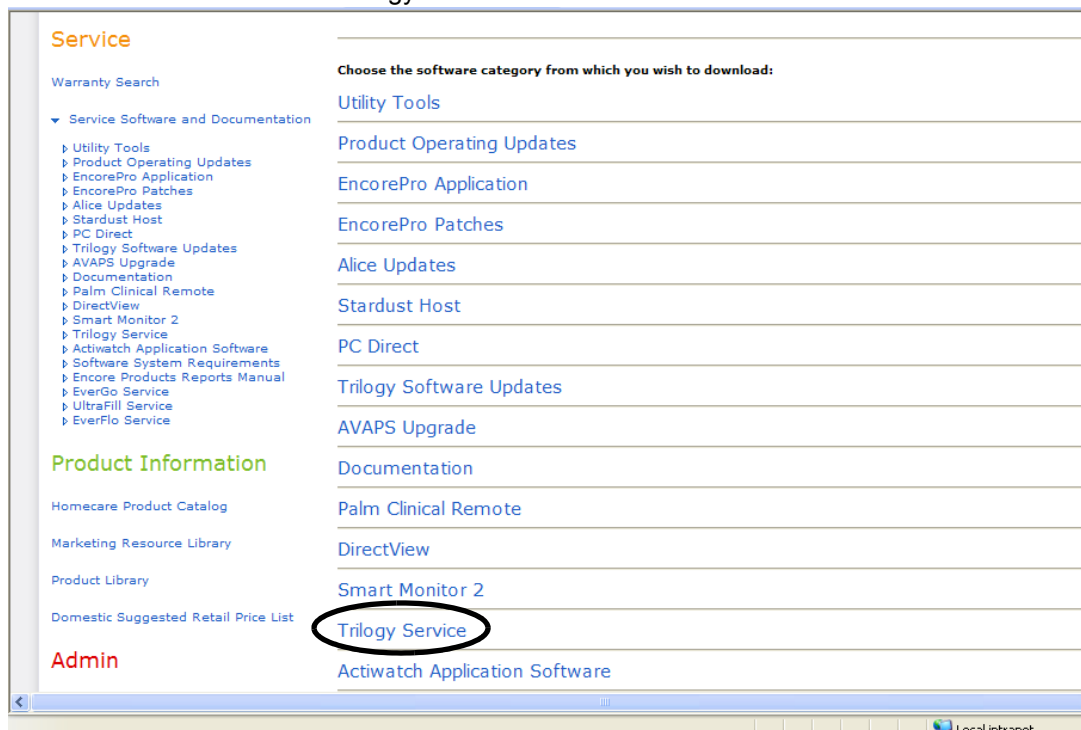 Service
Warranty Search
Service Software and Documentation
Utility Tools
Product Operating Updates
EncorePro Application
EncorePro Patches
Alice Updates
Stardust Host
PC Direct
Trilogy Software Updates
AVAPS Upgrade
Documentation
Palm Clinical Remote
DirectView
Smart Monitor 2
Trilogy Service
Actiwatch Application Software
Software System Requirements
Encore Products Reports Manual
EverGo Service
UltraFill Service
EverFlo Service
Product Information
Homecare Product Catalog
Marketing Resource Library
Product Library
Domestic Suggested Retail Price List
Admin
Choose the software category from which you wish to download:
Utility Tools
Product Operating Updates
EncorePro Application
EncorePro Patches
Alice Updates
Stardust Host
PC Direct
Trilogy Software Updates
AVAPS Upgrade
Documentation
Palm Clinical Remote
DirectView
Smart Monitor 2
Trilogy Service
Actiwatch Application Software
Local intranet